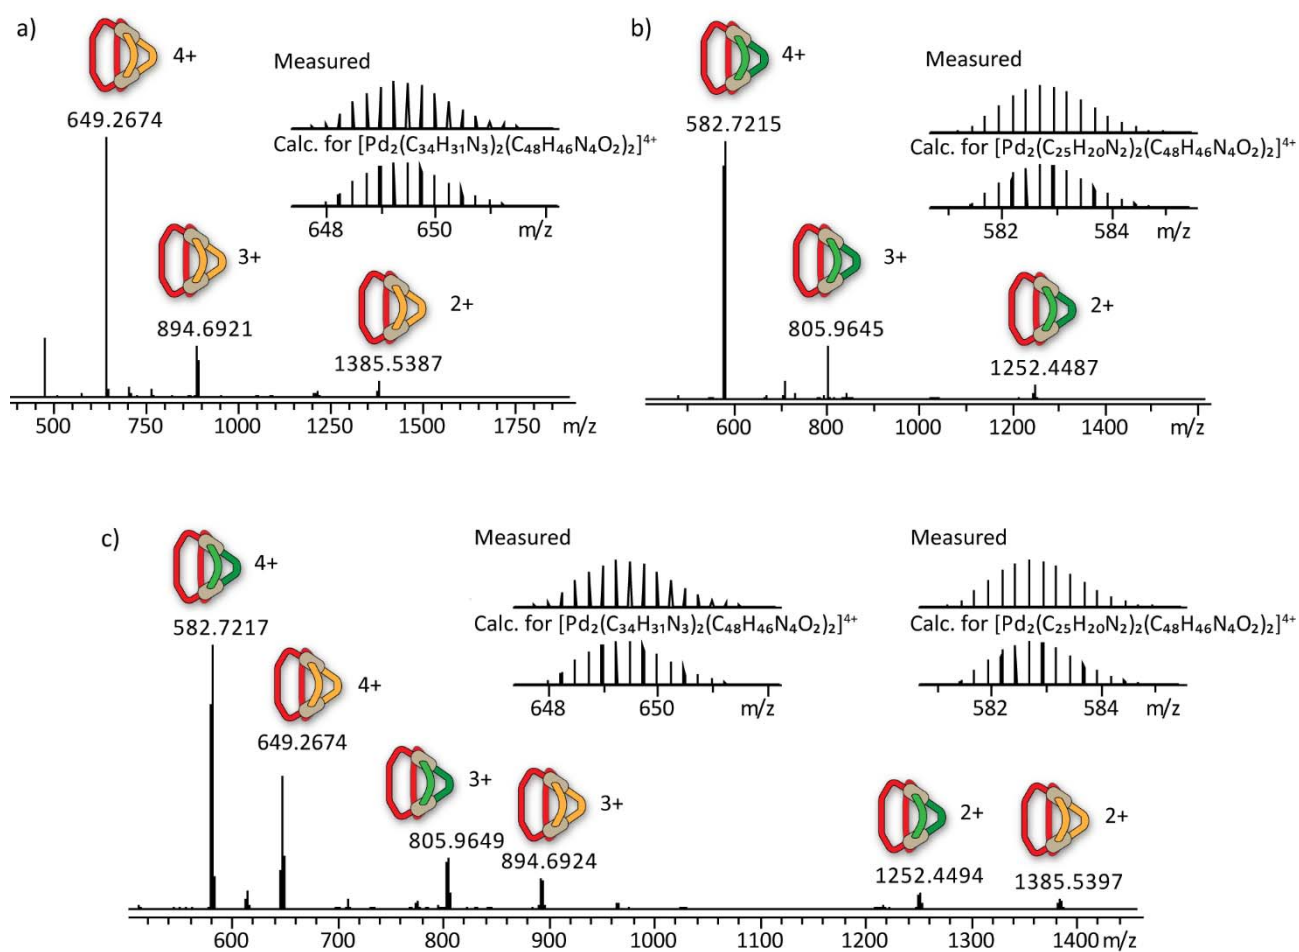 a)
4+
649.2674
Measured
Calc. for [Pd₂(C₃₄H₃₁N₃)₂(C₄₈H₄₆N₄O₂)₂]⁴⁺
648 650 m/z
3+
894.6921
2+
1385.5387
500 750 1000 1250 1500 1750 m/z
b)
4+
582.7215
Measured
Calc. for [Pd₂(C₂₅H₂₀N₂)₂(C₄₈H₄₆N₄O₂)₂]⁴⁺
582 584 m/z
3+
805.9645
2+
1252.4487
600 800 1000 1200 1400 m/z
c)
4+
582.7217
4+
649.2674
Measured
Calc. for [Pd₂(C₃₄H₃₁N₃)₂(C₄₈H₄₆N₄O₂)₂]⁴⁺
648 650 m/z
Measured
Calc. for [Pd₂(C₂₅H₂₀N₂)₂(C₄₈H₄₆N₄O₂)₂]⁴⁺
582 584 m/z
3+
805.9649
3+
894.6924
2+
1252.4494
2+
1385.5397
600 700 800 900 1000 1200 1300 1400 m/z